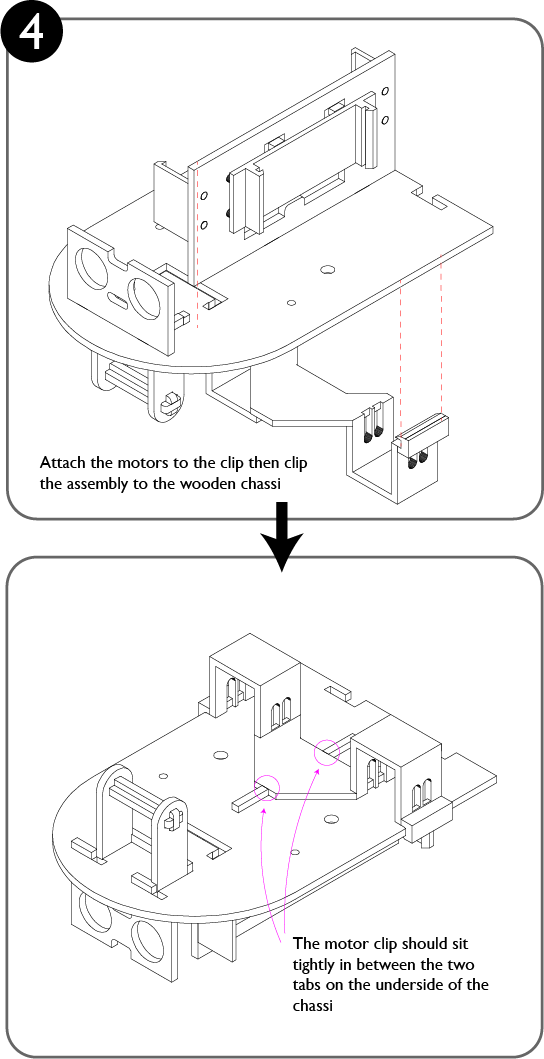 4
Attach the motors to the clip then clip
the assembly to the wooden chassi
The motor clip should sit
tightly in between the two
tabs on the underside of the
chassi